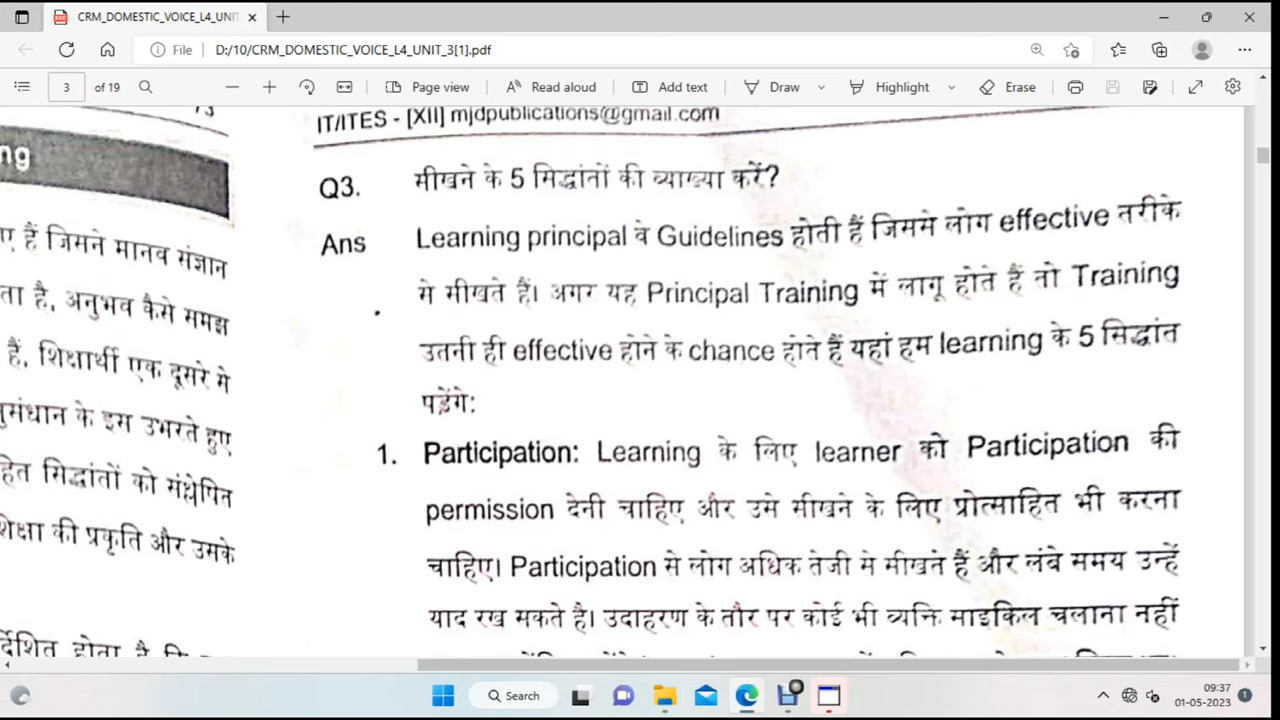 CRM_DOMESTIC_VOICE_L4_UNIT
File D:/10/CRM_DOMESTIC_VOICE_L4_UNIT_3[1].pdf
3 of 19 Page view Read aloud Add text Draw Highlight Erase
IT/ITES - [XII] mjdpublications@gmail.com
ng
Q3. सीखने के 5 सिद्धांतों की व्याख्या करें?
हैं जिसने मानव संज्ञान
Ans Learning principal वे Guidelines होती हैं जिससे लोग effective तरीके
ता है, अनुभव कैसे समझ
से सीखते हैं। अगर यह Principal Training में लागू होते हैं तो Training
हैं, शिक्षार्थी एक दूसरे से
उतनी ही effective होने के chance होते हैं यहां हम learning के 5 सिद्धांत
नुसंधान के इस उभरते हुए
पड़ेंगे:
1. Participation: Learning के लिए learner को Participation की
हित सिद्धांतों को संश्लेषित
permission देनी चाहिए और उसे सीखने के लिए प्रोत्साहित भी करना
शिक्षा की प्रकृति और उसके
चाहिए। Participation से लोग अधिक तेजी से सीखते हैं और लंबे समय उन्हें
याद रख सकते है। उदाहरण के तौर पर कोई भी व्यक्ति साइकिल चलाना नहीं
र्देशित होता है कि
Search
09:37
01-05-2023